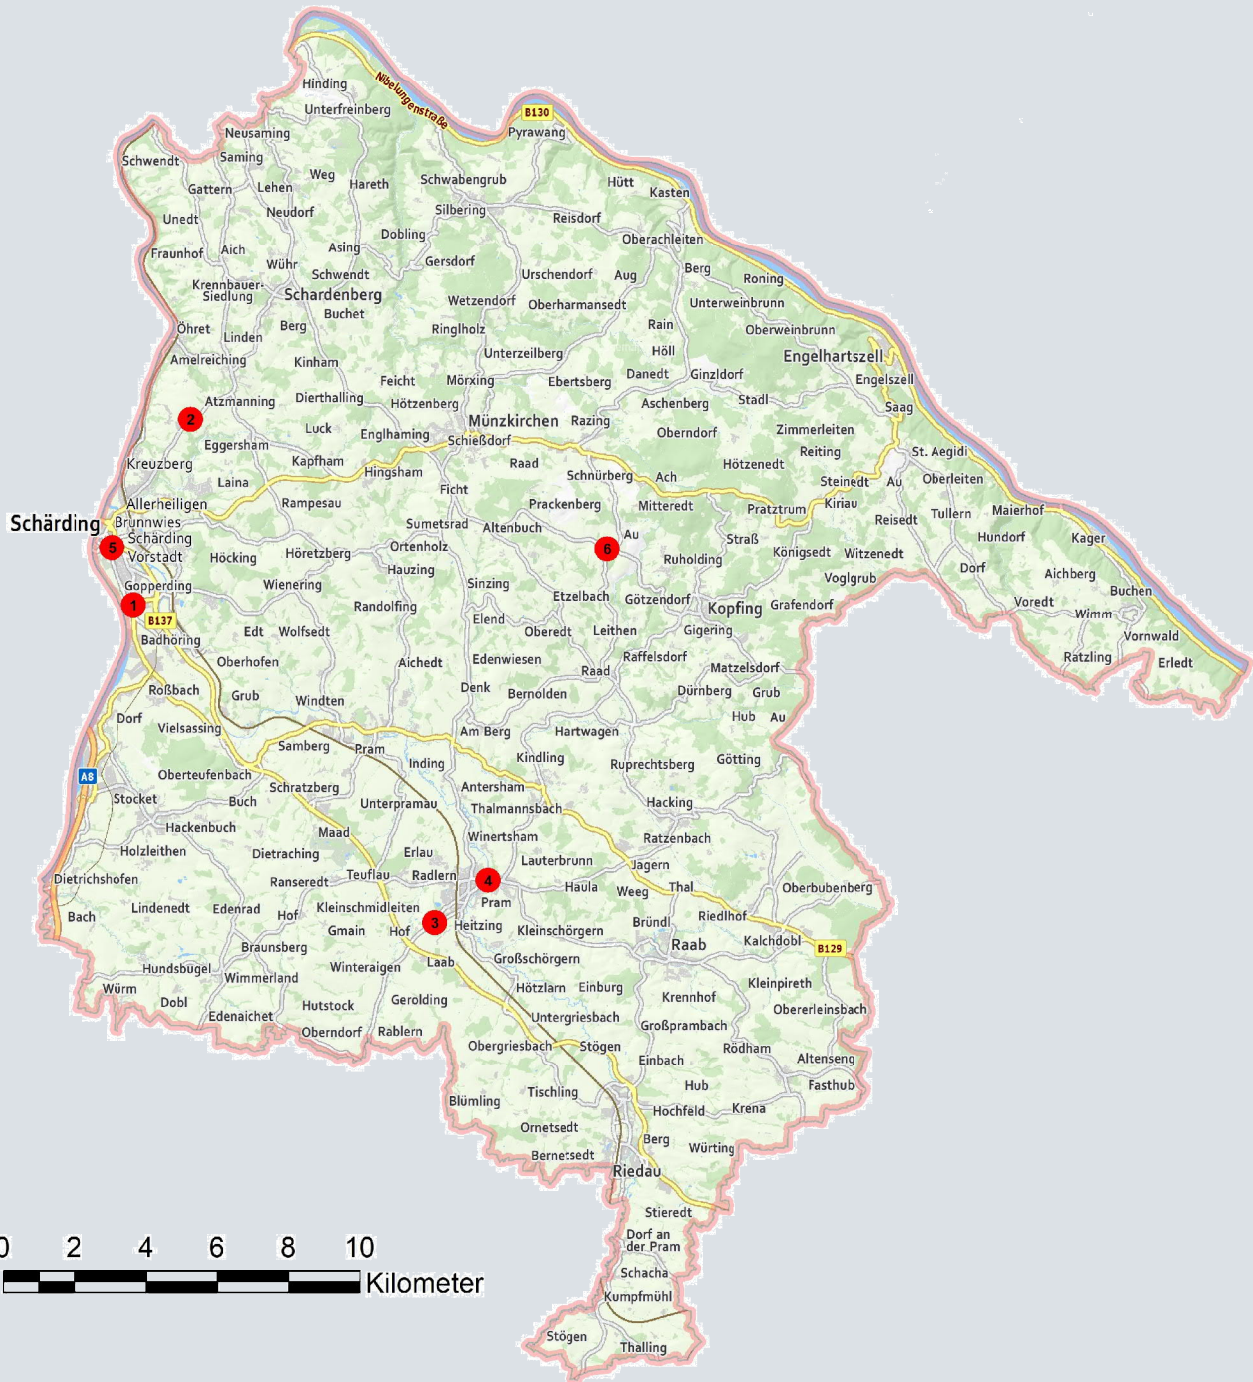 Hinding
Nibelungenstraße
Unterfreinberg
B130
Neusaming
Pyrawang
Schwendt
Saming
Weg
Hareth
Schwabengrub
Hütt
Gattern
Lehen
Kasten
Unedt
Neudorf
Silbering
Reisdorf
Dobling
Oberachleiten
Fraunhof
Aich
Asing
Gersdorf
Wühr
Schwendt
Urschendorf
Aug
Berg
Roning
Krennbauer-
Siedlung
Schardenberg
Wetzendorf
Oberharmansedt
Unterweinbrunn
Buchet
Öhret
Linden
Berg
Ringlholz
Rain
Oberweinbrunn
Amelreiching
Kinham
Unterzeilberg
Höll
Engelhartszell
Feicht
Mörxing
Ebertsberg
Danedt
Ginzldorf
Engelszell
Atzmanning
Dierthalling
Hötzenberg
Aschenberg
Stadl
Saag
2
Luck
Englhaming
Münzkirchen
Razing
Oberndorf
Zimmerleiten
Eggersham
Schießdorf
Reiting
St. Aegidi
Kreuzberg
Kapfham
Hingsham
Raad
Schnürberg
Ach
Hötzenedt
Laina
Ficht
Steinedt
Au
Oberleiten
Allerheiligen
Rampesau
Prackenberg
Mitteredt
Pratztrum
Kiriau
Maierhof
Schärding
Brunnwies
Sumetsrad
Altenbuch
Reisedt
Tullern
Schärding
Vorstadt
5
Au
Straß
Hundorf
Kager
Höcking
Höretzberg
Ortenholz
6
Ruholding
Königsedt
Witzenedt
Hauzing
Dorf
Aichberg
Gopperding
Wienering
Sinzing
Voglgrub
Buchen
1
Randolfing
Etzelbach
Götzendorf
Kopfing
Grafendorf
Voredt
Wimm
B137
Elend
Badhöring
Edt
Wolfsedt
Oberedt
Leithen
Gigering
Vornwald
Oberhofen
Aichedt
Edenwiesen
Raad
Raffelsdorf
Matzelsdorf
Ratzling
Erledt
Roßbach
Grub
Windten
Denk
Bernolden
Dürnberg
Grub
Dorf
Vielsassing
Am Berg
Hartwagen
Hub
Au
Samberg
Pram
Inding
Kindling
Ruprechtsberg
Götting
A8
Oberteufenbach
Schratzberg
Antersham
Stocket
Buch
Unterpramau
Thalmannsbach
Hacking
Hackenbuch
Maad
Winertsham
Ratzenbach
Holzleithen
Dietraching
Erlau
Lauterbrunn
Jagern
Dietrichshofen
Ranseredt
Teuflau
Radlern
4
Haula
Weeg
Thal
Oberbubenberg
Bach
Lindenedt
Edenrad
Hof
Kleinschmidleiten
Pram
Riedlhof
Gmain
Hof
3
Heitzing
Kleinschörgern
Bründl
Kalchdobl
Braunsberg
Raab
B129
Hundsbügel
Wimmerland
Winteraigen
Laab
Großschörgern
Würm
Hötzlarn
Einburg
Krennhof
Kleinpireth
Dobl
Edenaichet
Hutstock
Gerolding
Obererleinsbach
Oberndorf
Rablern
Untergriesbach
Großprambach
Obergriesbach
Stögen
Rödham
Einbach
Altenseng
Tischling
Hub
Fasthub
Blümling
Hochfeld
Krena
Ornetsedt
Berg
Würting
Bernetsedt
Riedau
Stieredt
Dorf an
der Pram
Schacha
Kumpfmühl
Stögen
Thalling
0 2 4 6 8 10
Kilometer